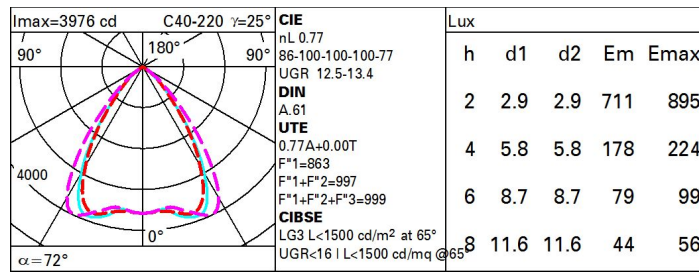 Imax=3976 cd C40-220 γ=25°
90° 180° 90°
4000
0°
α=72°
CIE
nL 0.77
86-100-100-100-77
UGR 12.5-13.4
DIN
A.61
UTE
0.77A+0.00T
F"1=863
F"1+F"2=997
F"1+F"2+F"3=999
CIBSE
LG3 L<1500 cd/m² at 65°
UGR<16 | L<1500 cd/mq @65°
Lux
h d1 d2 Em Emax
2 2.9 2.9 711 895
4 5.8 5.8 178 224
6 8.7 8.7 79 99
8 11.6 11.6 44 56